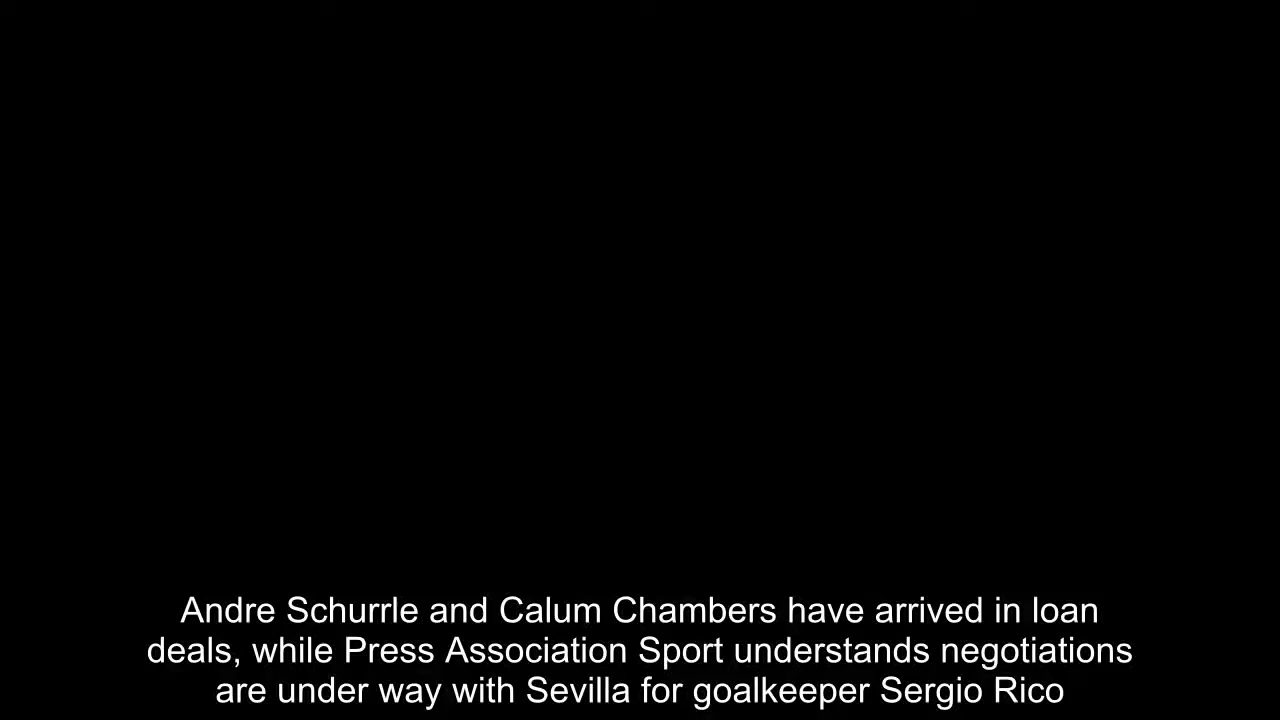 Andre Schurrle and Calum Chambers have arrived in loan
deals, while Press Association Sport understands negotiations
are under way with Sevilla for goalkeeper Sergio Rico